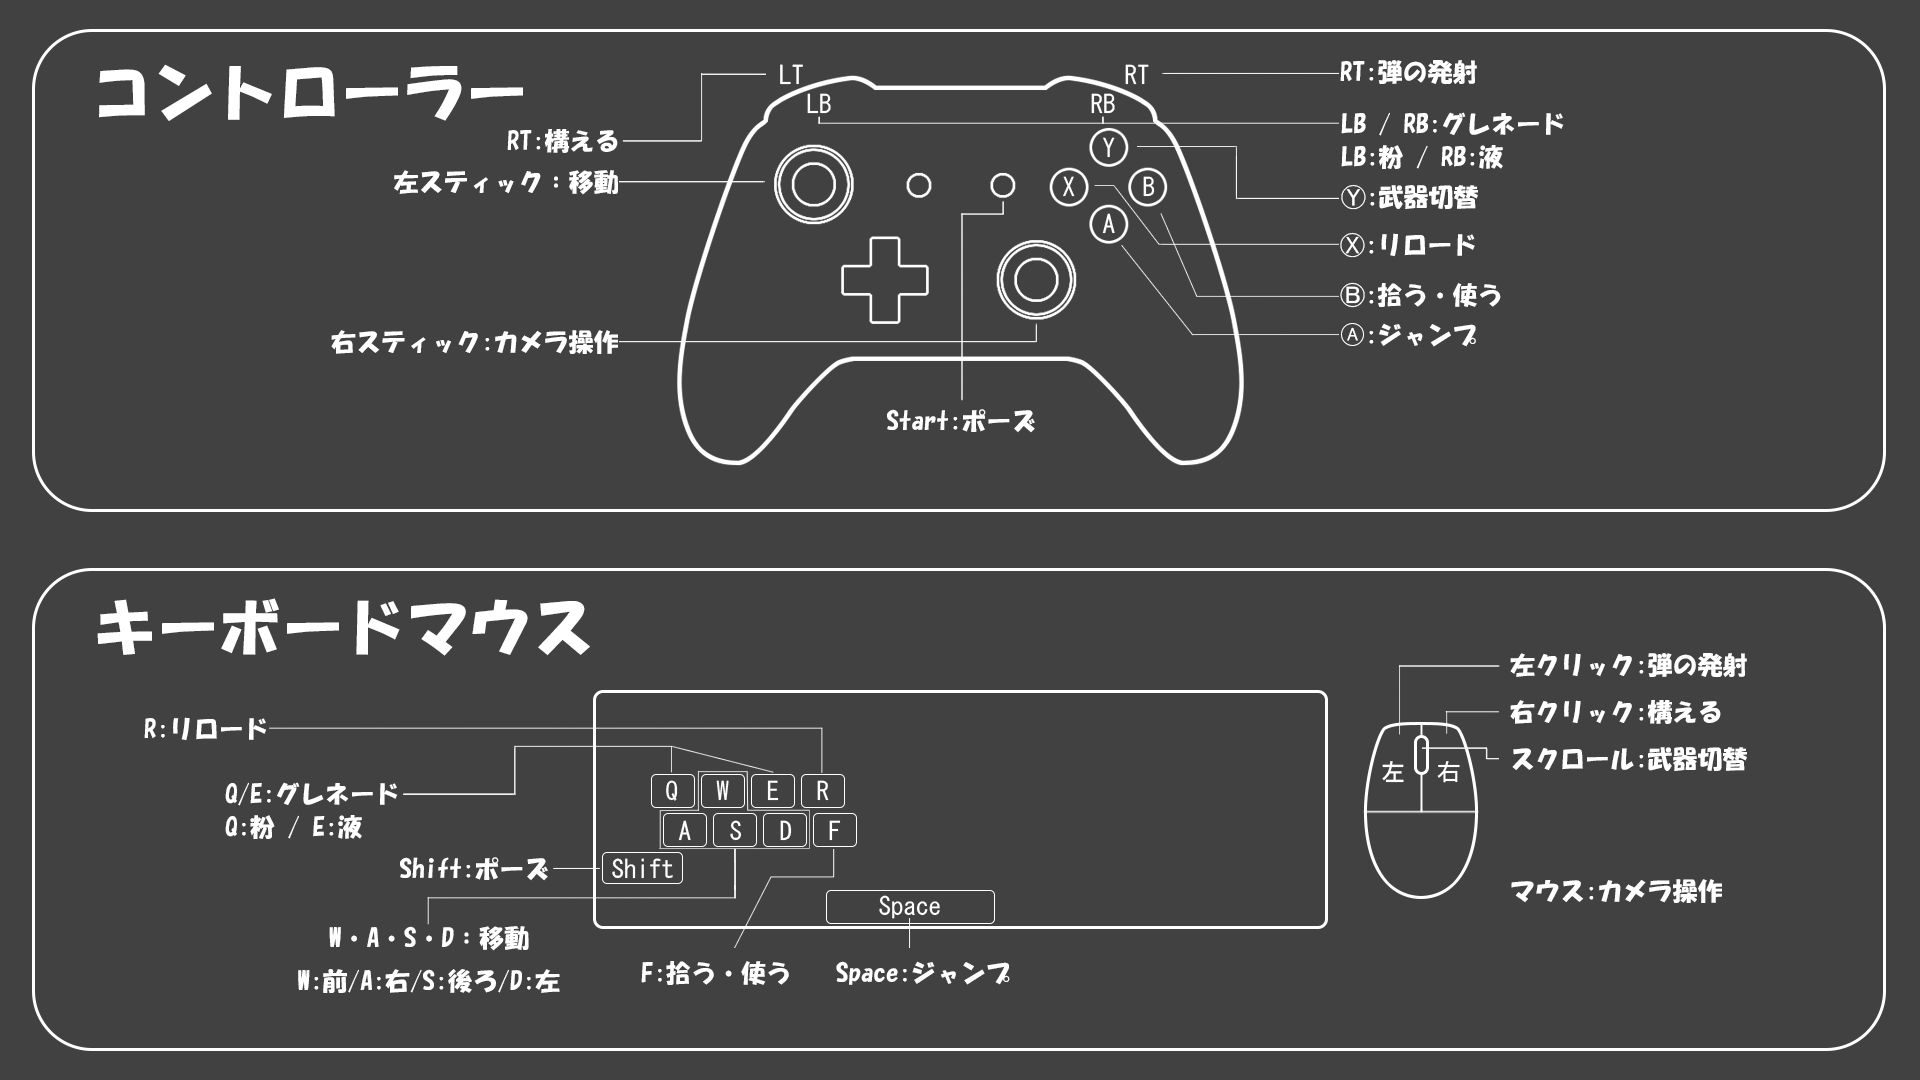 コントローラー
LT
LB
RT
RB
RT:構える
左スティック：移動
右スティック:カメラ操作
Y
X
B
A
Start:ポーズ
RT:弾の発射
LB / RB:グレネード
LB:粉 / RB:液
Ⓨ:武器切替
Ⓧ:リロード
Ⓑ:拾う・使う
Ⓐ:ジャンプ
キーボードマウス
R:リロード
Q/E:グレネード
Q:粉 / E:液
Shift:ポーズ
W・A・S・D：移動
W:前/A:右/S:後ろ/D:左
Q W E R
A S D F
Shift
Space
F:拾う・使う
Space:ジャンプ
左 右
左クリック:弾の発射
右クリック:構える
スクロール:武器切替
マウス:カメラ操作